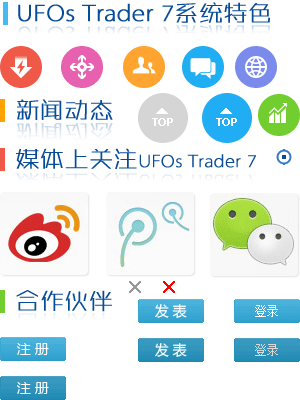 UFOs Trader 7系统特色
新闻动态
TOP
TOP
媒体上关注UFOs Trader 7
合作伙伴
发表
登录
注册
发表
登录
注册